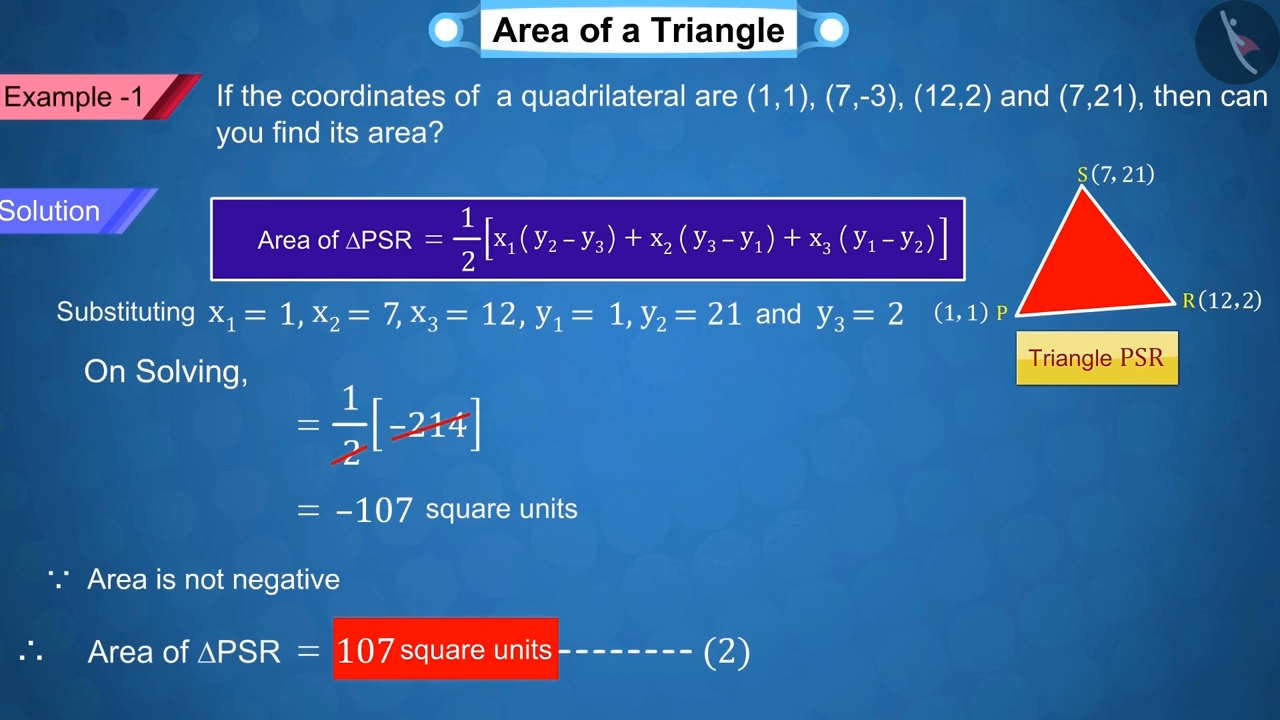 Area of a Triangle
Example -1
If the coordinates of a quadrilateral are (1,1), (7,-3), (12,2) and (7,21), then can
you find its area?
Solution
S (7, 21)
Area of ∆PSR = 1/2 [x₁ (y₂ – y₃) + x₂ (y₃ – y₁) + x₃ (y₁ – y₂)]
Substituting x₁ = 1, x₂ = 7, x₃ = 12, y₁ = 1, y₂ = 21 and y₃ = 2
(1, 1) P
R (12, 2)
Triangle PSR
On Solving,
= 1/2 [–214]
= –107 square units
∵ Area is not negative
∴ Area of ∆PSR = 107 square units -------- (2)